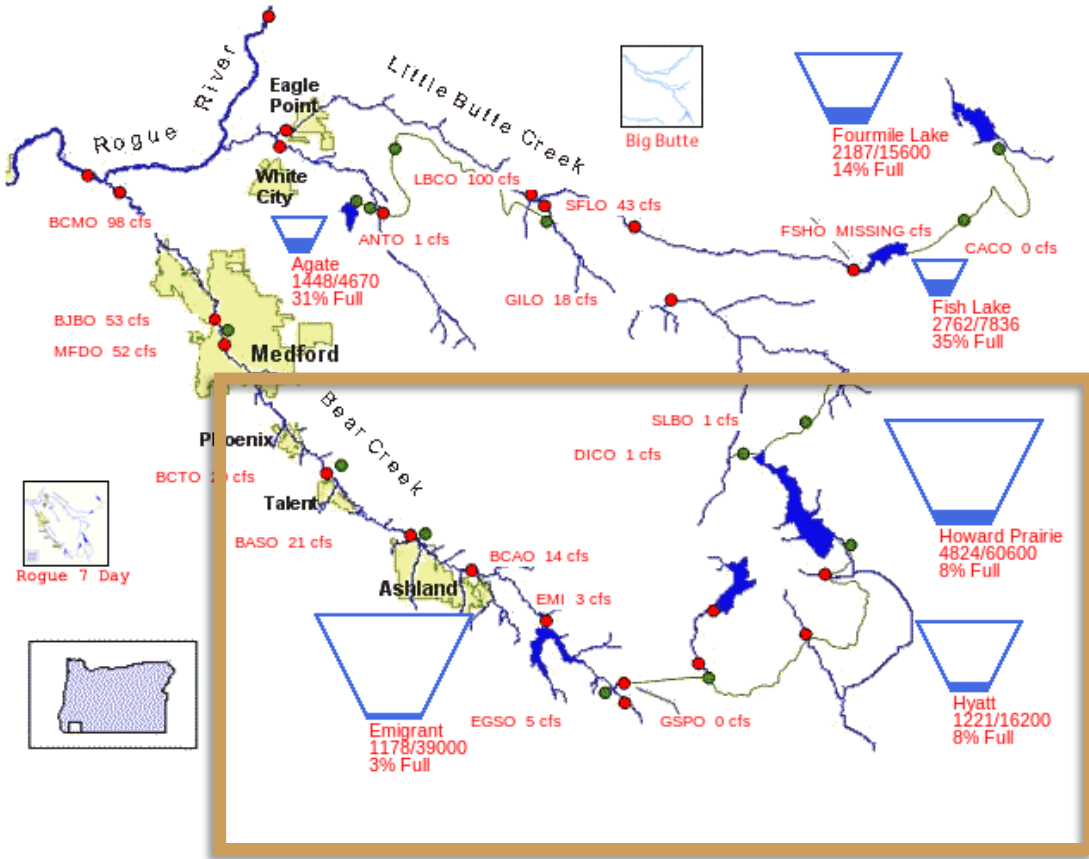 Rogue River
Eagle
Point
Little Butte Creek
Big Butte
Fourmile Lake
2187/15600
14% Full
White
City
LBCO 100 cfs
SFLO 43 cfs
BCMO 98 cfs
ANTO 1 cfs
FSHO MISSING cfs
CACO 0 cfs
Agate
1448/4670
31% Full
GILO 18 cfs
Fish Lake
2762/7836
35% Full
BJBO 53 cfs
MFDO 52 cfs
Medford
Bear Creek
SLBO 1 cfs
Phoenix
DICO 1 cfs
BCTO cfs
Talent
Howard Prairie
4824/60600
8% Full
BASO 21 cfs
BCAO 14 cfs
Rogue 7 Day
Ashland
EMI 3 cfs
Hyatt
1221/16200
8% Full
EGSO 5 cfs
GSPO 0 cfs
Emigrant
1178/39000
3% Full